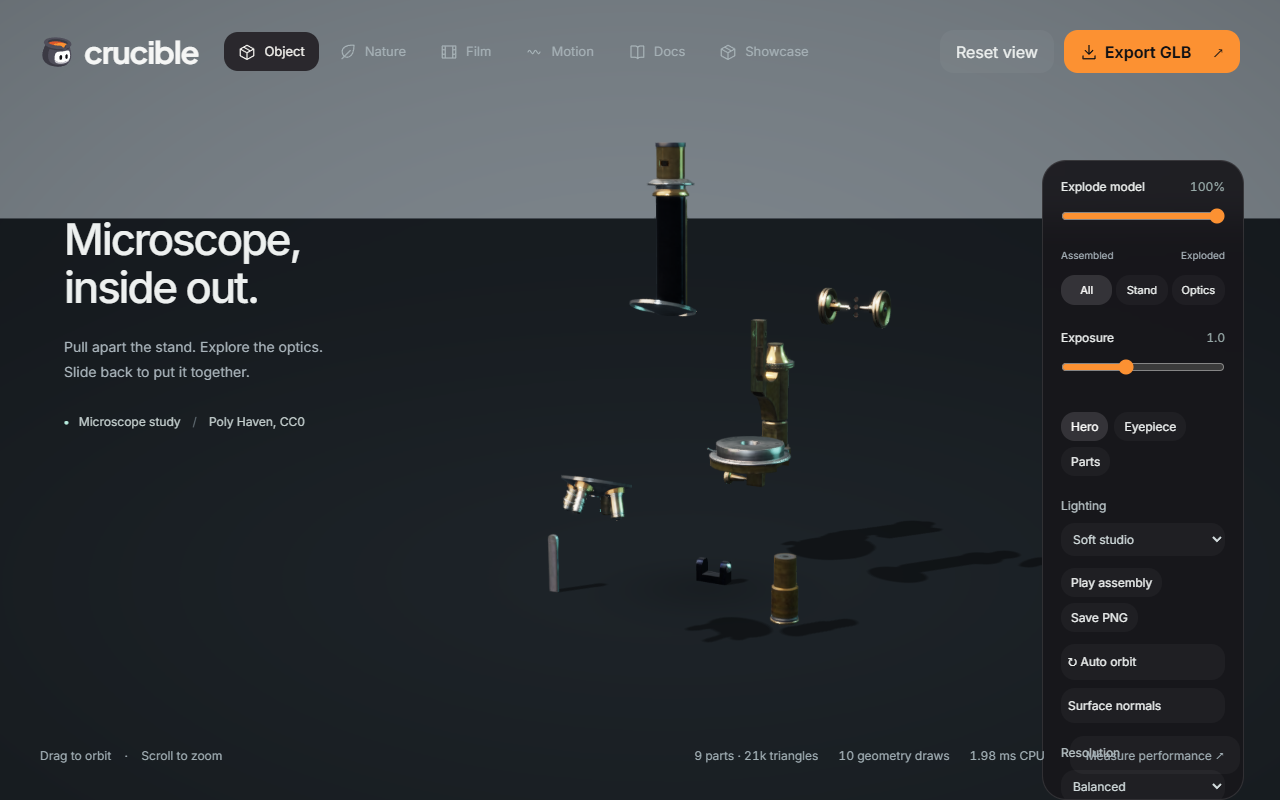 crucible
Object
Nature
Film
Motion
Docs
Showcase
Reset view
Export GLB ↗
Microscope,
inside out.
Pull apart the stand. Explore the optics.
Slide back to put it together.
• Microscope study / Poly Haven, CC0
Explode model 100%
Assembled Exploded
All Stand Optics
Exposure 1.0
Hero Eyepiece
Parts
Lighting
Soft studio
Play assembly
Save PNG
↻ Auto orbit
Surface normals
Resolution
Balanced
Drag to orbit · Scroll to zoom
9 parts · 21k triangles 10 geometry draws 1.98 ms CPU
Measure performance ↗